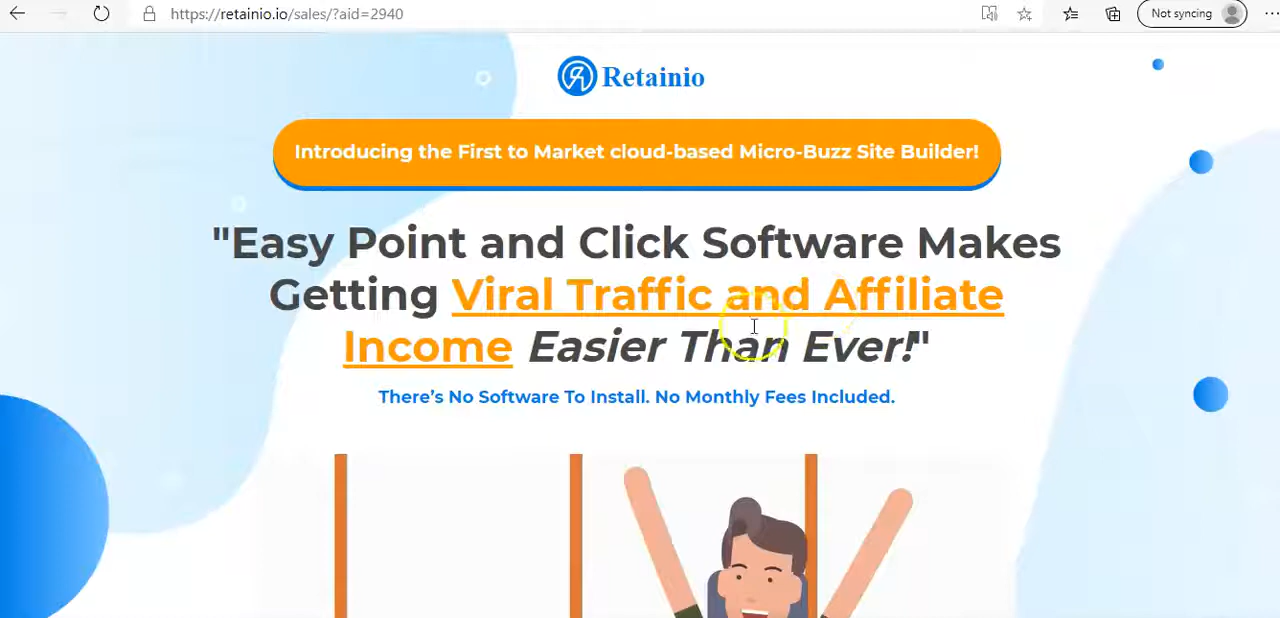 https://retainio.io/sales/?aid=2940
Not syncing
Retainio
Introducing the First to Market cloud-based Micro-Buzz Site Builder!
"Easy Point and Click Software Makes
Getting Viral Traffic and Affiliate
Income Easier Than Ever!"
There's No Software To Install. No Monthly Fees Included.